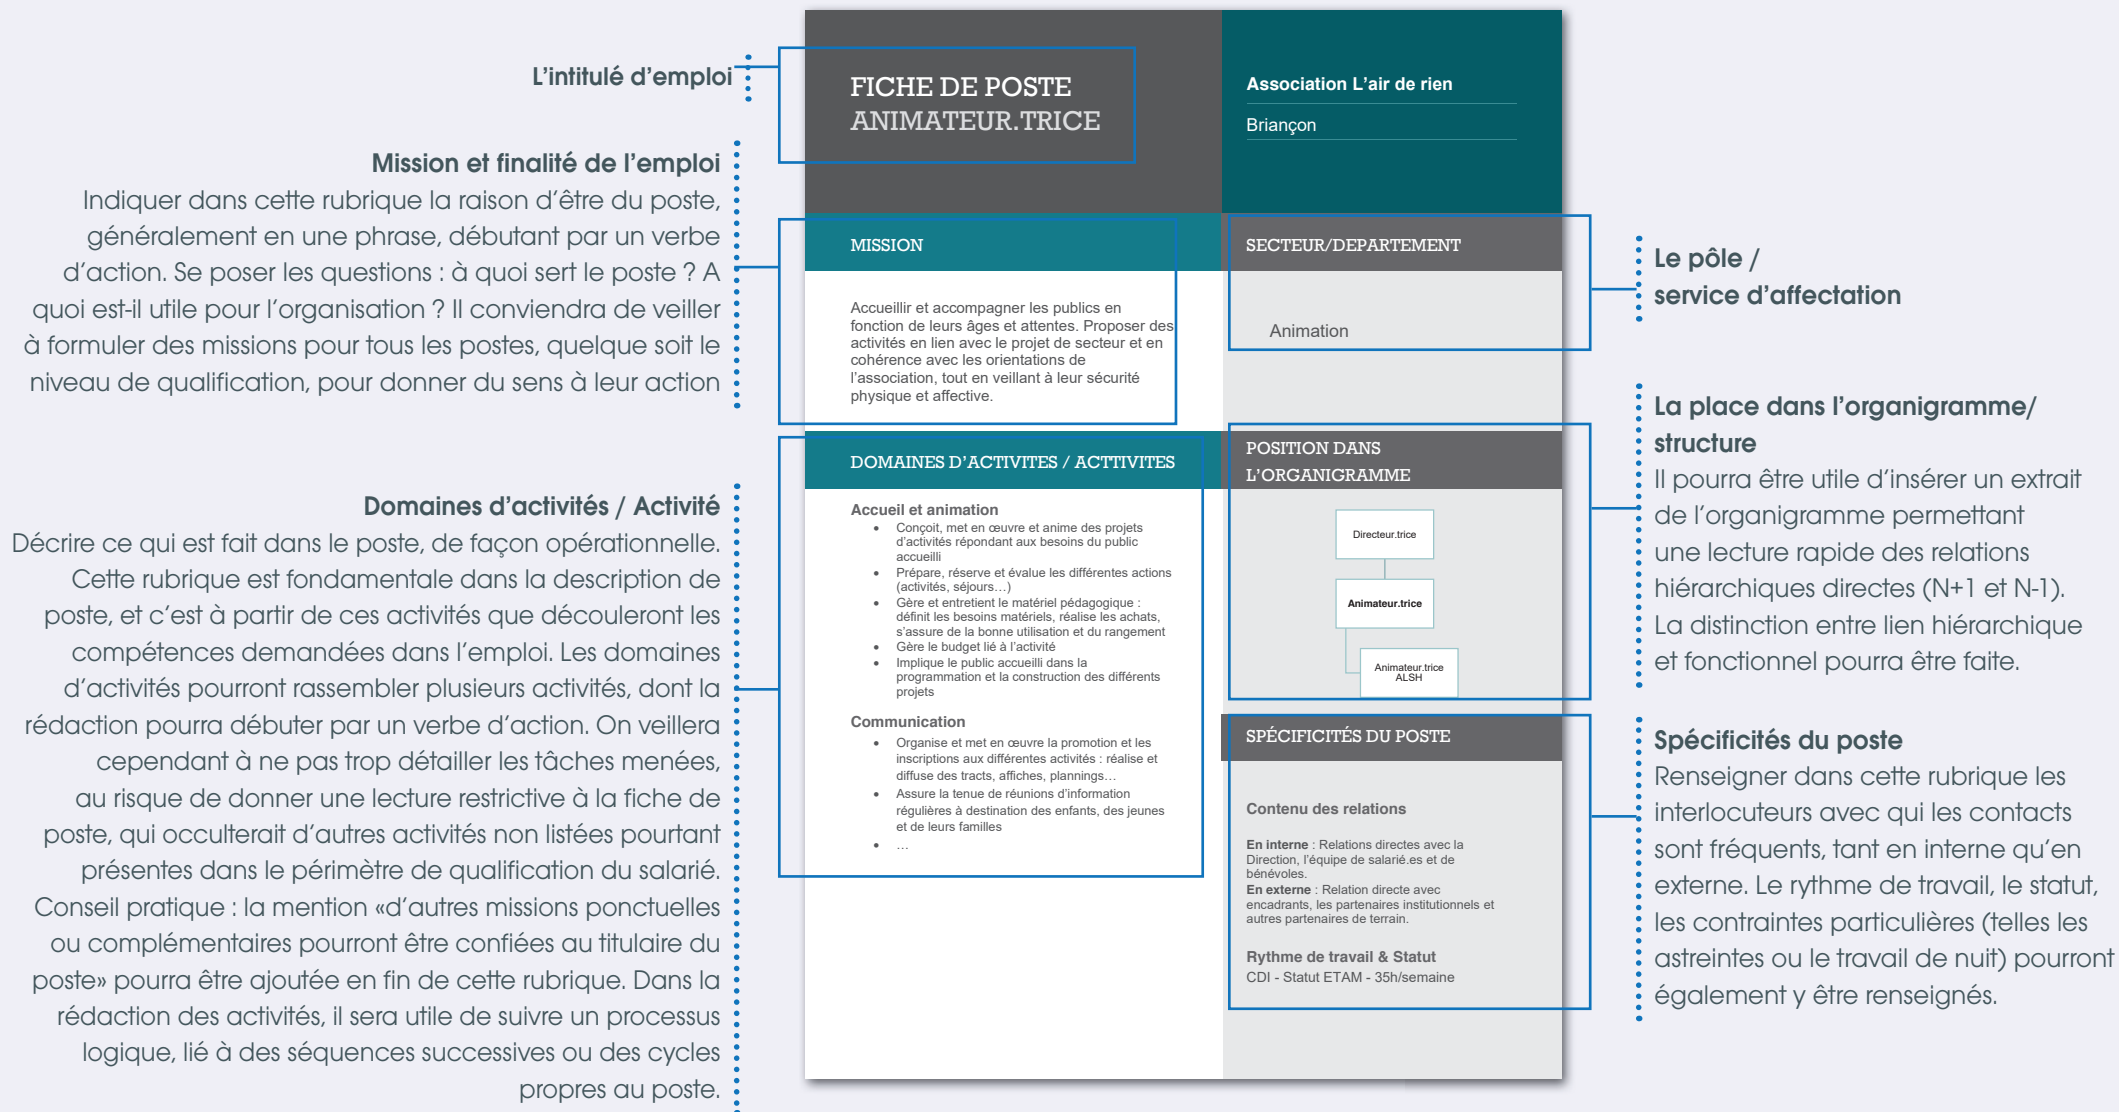 L'intitulé d'emploi
Mission et finalité de l'emploi
Indiquer dans cette rubrique la raison d'être du poste,
généralement en une phrase, débutant par un verbe
d'action. Se poser les questions : à quoi sert le poste ? A
quoi est-il utile pour l'organisation ? Il conviendra de veiller
à formuler des missions pour tous les postes, quelque soit le
niveau de qualification, pour donner du sens à leur action
Domaines d'activités / Activité
Décrire ce qui est fait dans le poste, de façon opérationnelle.
Cette rubrique est fondamentale dans la description de
poste, et c'est à partir de ces activités que découleront les
compétences demandées dans l'emploi. Les domaines
d'activités pourront rassembler plusieurs activités, dont la
rédaction pourra débuter par un verbe d'action. On veillera
cependant à ne pas trop détailler les tâches menées,
au risque de donner une lecture restrictive à la fiche de
poste, qui occulterait d'autres activités non listées pourtant
présentes dans le périmètre de qualification du salarié.
Conseil pratique : la mention «d'autres missions ponctuelles
ou complémentaires pourront être confiées au titulaire du
poste» pourra être ajoutée en fin de cette rubrique. Dans la
rédaction des activités, il sera utile de suivre un processus
logique, lié à des séquences successives ou des cycles
propres au poste.
FICHE DE POSTE
ANIMATEUR.TRICE
Association L'air de rien
Briançon
MISSION
Accueillir et accompagner les publics en
fonction de leurs âges et attentes. Proposer des
activités en lien avec le projet de secteur et en
cohérence avec les orientations de
l'association, tout en veillant à leur sécurité
physique et affective.
DOMAINES D'ACTIVITES / ACTTIVITES
Accueil et animation
• Conçoit, met en œuvre et anime des projets
d'activités répondant aux besoins du public
accueilli
• Prépare, réserve et évalue les différentes actions
(activités, séjours…)
• Gère et entretient le matériel pédagogique :
définit les besoins matériels, réalise les achats,
s'assure de la bonne utilisation et du rangement
• Gère le budget lié à l'activité
• Implique le public accueilli dans la
programmation et la construction des différents
projets
Communication
• Organise et met en œuvre la promotion et les
inscriptions aux différentes activités : réalise et
diffuse des tracts, affiches, plannings…
• Assure la tenue de réunions d'information
régulières à destination des enfants, des jeunes
et de leurs familles
• …
SECTEUR/DEPARTEMENT
Animation
POSITION DANS
L'ORGANIGRAMME
Directeur.trice
Animateur.trice
Animateur.trice
ALSH
SPÉCIFICITÉS DU POSTE
Contenu des relations
En interne : Relations directes avec la
Direction, l'équipe de salarié.es et de
bénévoles.
En externe : Relation directe avec
encadrants, les partenaires institutionnels et
autres partenaires de terrain.
Rythme de travail & Statut
CDI - Statut ETAM - 35h/semaine
Le pôle /
service d'affectation
La place dans l'organigramme/
structure
Il pourra être utile d'insérer un extrait
de l'organigramme permettant
une lecture rapide des relations
hiérarchiques directes (N+1 et N-1).
La distinction entre lien hiérarchique
et fonctionnel pourra être faite.
Spécificités du poste
Renseigner dans cette rubrique les
interlocuteurs avec qui les contacts
sont fréquents, tant en interne qu'en
externe. Le rythme de travail, le statut,
les contraintes particulières (telles les
astreintes ou le travail de nuit) pourront
également y être renseignés.